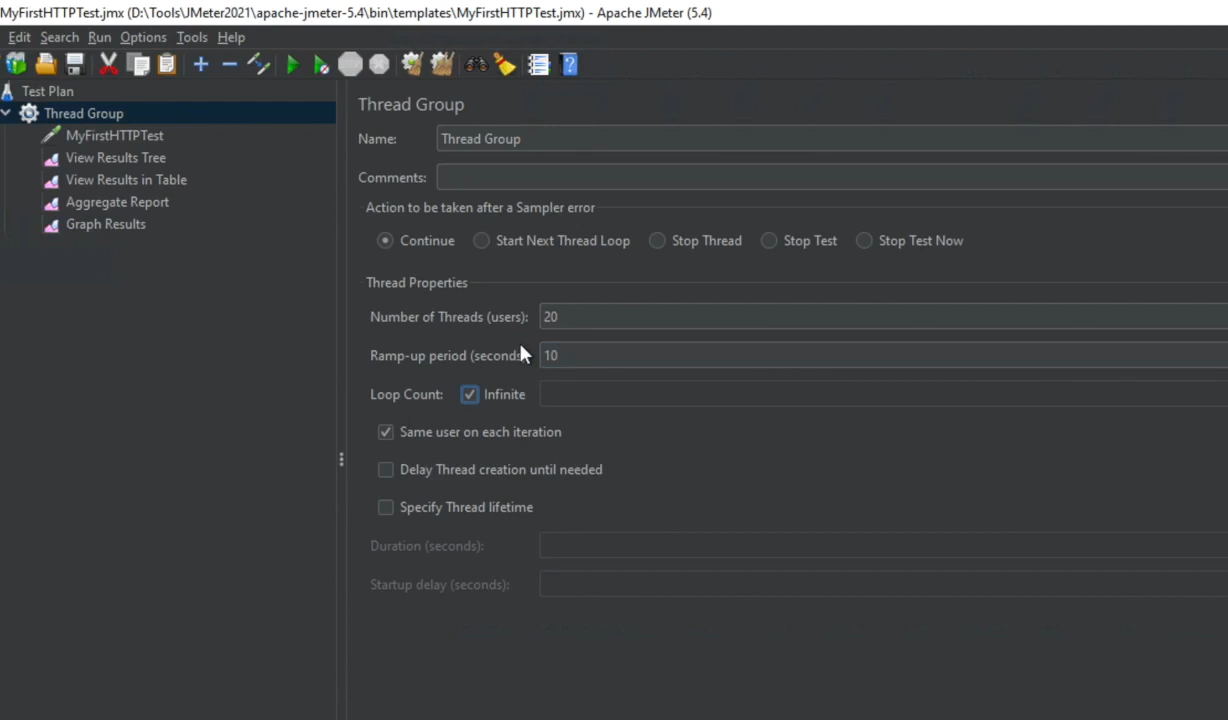 MyFirstHTTPTest.jmx (D:\Tools\JMeter2021\apache-jmeter-5.4\bin\templates\MyFirstHTTPTest.jmx) - Apache JMeter (5.4)
Edit Search Run Options Tools Help
Test Plan
Thread Group
MyFirstHTTPTest
View Results Tree
View Results in Table
Aggregate Report
Graph Results
Thread Group
Name: Thread Group
Comments:
Action to be taken after a Sampler error
Continue Start Next Thread Loop Stop Thread Stop Test Stop Test Now
Thread Properties
Number of Threads (users): 20
Ramp-up period (seconds 10
Loop Count: Infinite
Same user on each iteration
Delay Thread creation until needed
Specify Thread lifetime
Duration (seconds):
Startup delay (seconds):